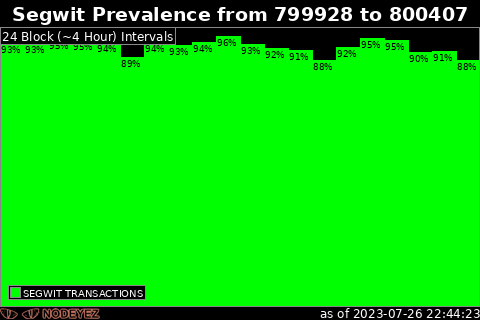 Segwit Prevalence from 799928 to 800407
24 Block (~4 Hour) Intervals
93% 93% 95% 95% 94% 89% 94% 93% 94% 96% 93% 92% 91% 88% 92% 95% 95% 90% 91% 88%
SEGWIT TRANSACTIONS
NODEYEZ
as of 2023-07-26 22:44:23